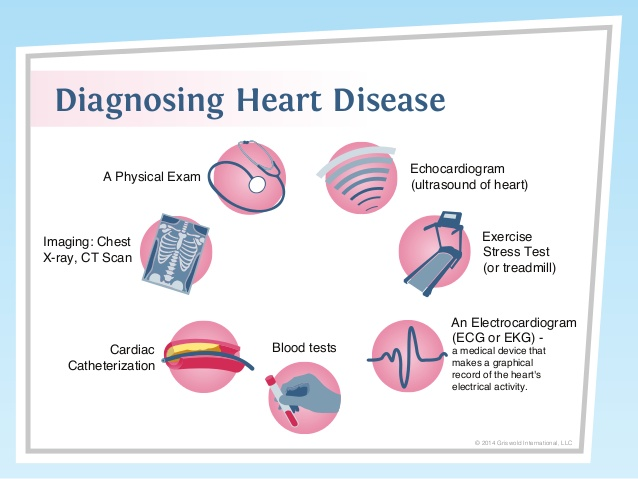 Diagnosing Heart Disease
A Physical Exam
Echocardiogram
(ultrasound of heart)
Imaging: Chest
X-ray, CT Scan
Exercise
Stress Test
(or treadmill)
Cardiac
Catheterization
Blood tests
An Electrocardiogram
(ECG or EKG) -
a medical device that
makes a graphical
record of the heart's
electrical activity.
© 2014 Griswold International, LLC